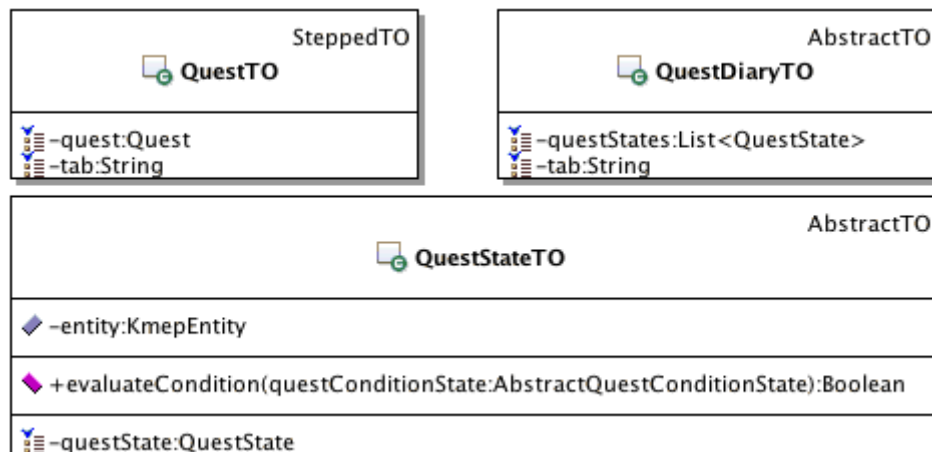 SteppedTO
QuestTO
-quest:Quest
-tab:String
AbstractTO
QuestDiaryTO
-questStates:List<QuestState>
-tab:String
AbstractTO
QuestStateTO
-entity:KmepEntity
+evaluateCondition(questConditionState:AbstractQuestConditionState):Boolean
-questState:QuestState